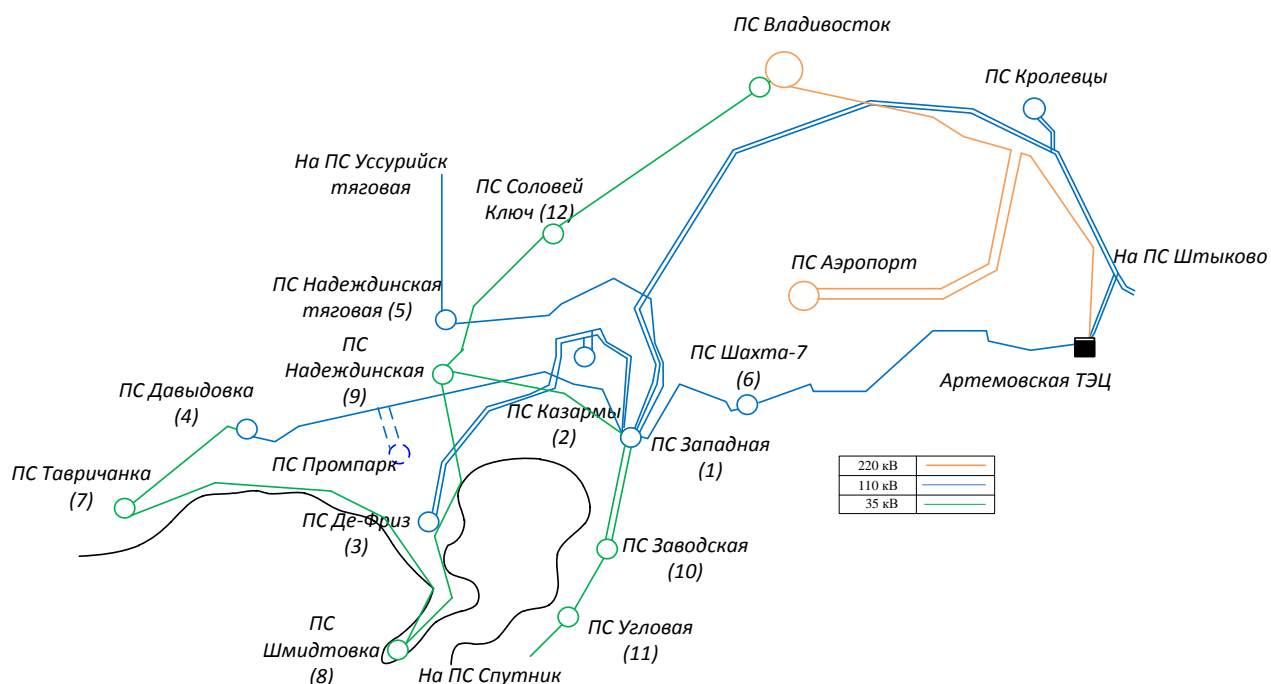 ПС Владивосток
ПС Кролевцы
На ПС Уссурийск
тяговая
ПС Соловей
Ключ (12)
ПС Аэропорт
На ПС Штыково
ПС Надеждинская
тяговая (5)
ПС
Надеждинская
(9)
ПС Шахта-7
(6)
Артемовская ТЭЦ
ПС Давыдовка
(4)
ПС Казармы
(2)
ПС Западная
(1)
ПС Тавричанка
(7)
ПС Промпарк
220 кВ
110 кВ
35 кВ
ПС Де-Фриз
(3)
ПС Заводская
(10)
ПС
Шмидтовка
(8)
ПС Угловая
(11)
На ПС Спутник